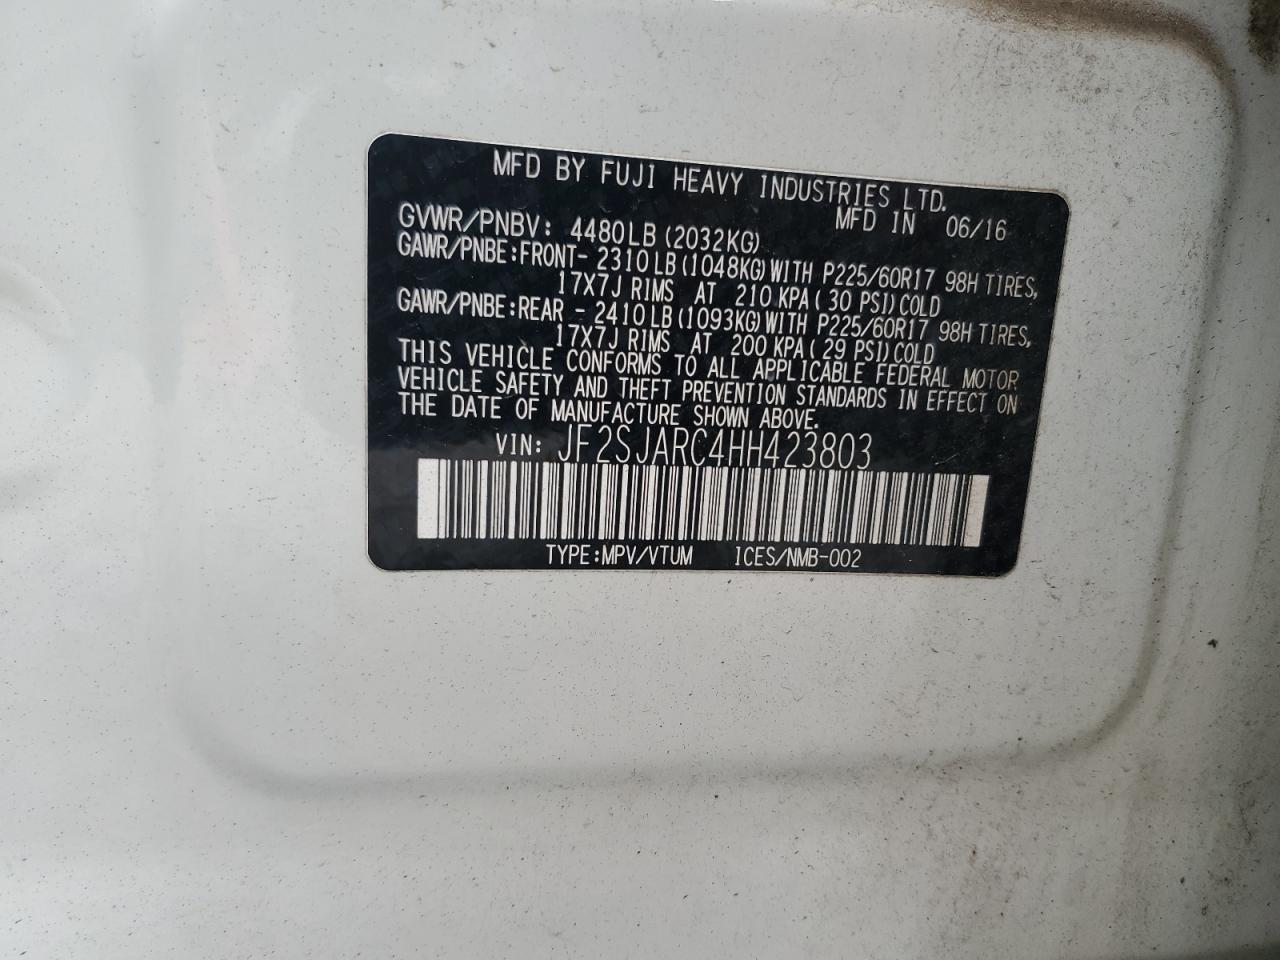 MFD BY FUJI HEAVY INDUSTRIES LTD.
MFD IN 06/16
GVWR/PNBV: 4480LB (2032KG)
GAWR/PNBE:FRONT- 2310LB(1048KG)WITH P225/60R17 98H TIRES,
17X7J RIMS AT 210 KPA( 30 PSI)COLD
GAWR/PNBE:REAR - 2410LB(1093KG)WITH P225/60R17 98H TIRES,
17X7J RIMS AT 200 KPA( 29 PSI)COLD
THIS VEHICLE CONFORMS TO ALL APPLICABLE FEDERAL MOTOR
VEHICLE SAFETY AND THEFT PREVENTION STANDARDS IN EFFECT ON
THE DATE OF MANUFACTURE SHOWN ABOVE.
VIN: JF2SJARC4HH423803
TYPE:MPV/VTUM ICES/NMB-002